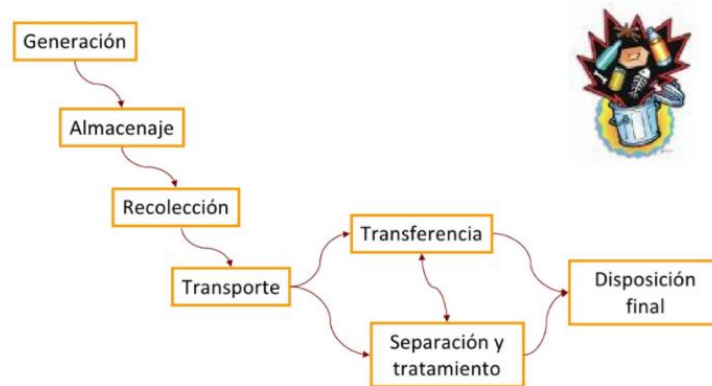 Generación
Almacenaje
Recolección
Transporte
Transferencia
Separación y
tratamiento
Disposición
final